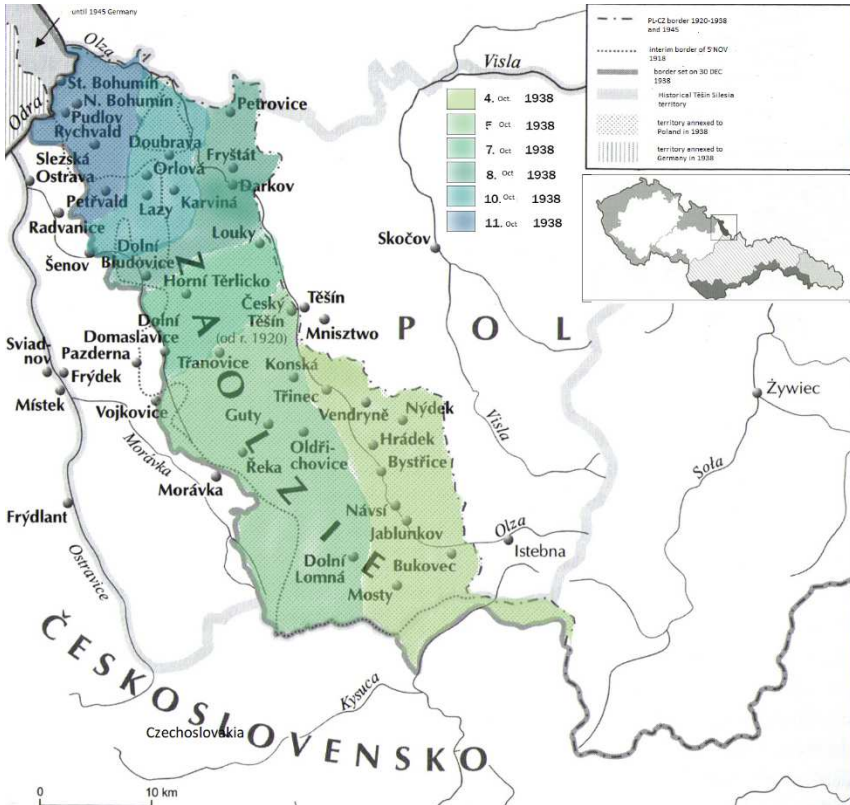 until 1945 Germany
Olza
Odra
St. Bohumín
N. Bohumín
Pudlov
Rychvald
Petrovice
Doubrava
Slezská
Ostrava
Orlová
Fryštát
Darkov
Petřvald
Lazy
Karviná
Radvanice
Šenov
Dolní
Bludovice
Louky
Horní Těrlicko
Český
Těšín
(od r. 1920)
Těšín
Mnisztwo
Dolní
Domaslavice
Sviad-
nov
Pazderna
Frýdek
Místek
Třanovice
Konská
Třinec
Vojkovice
Vendryně
Nýdek
Guty
Hrádek
Oldři-
chovice
Bystřice
Řeka
Morávka
Morávka
Frýdlant
Návsí
Jablunkov
Olza
Istebna
Dolní
Lomná
Bukovec
Mosty
Ostravice
Kysuca
Visla
Visla
Skočov
Żywiec
Soła
ZAOLZIE
POL
ČESKOSLOVENSKO
Czechoslovakia
0 10 km
4. Oct 1938
5 Oct 1938
7. Oct 1938
8. Oct 1938
10. Oct 1938
11. Oct 1938
PL-CZ border 1920-1938
and 1945
interim border of 5'NOV
1918
border set on 30 DEC
1938
Historical Těšin Silesia
territory
territory annexed to
Poland in 1938
territory annexed to
Germany in 1938